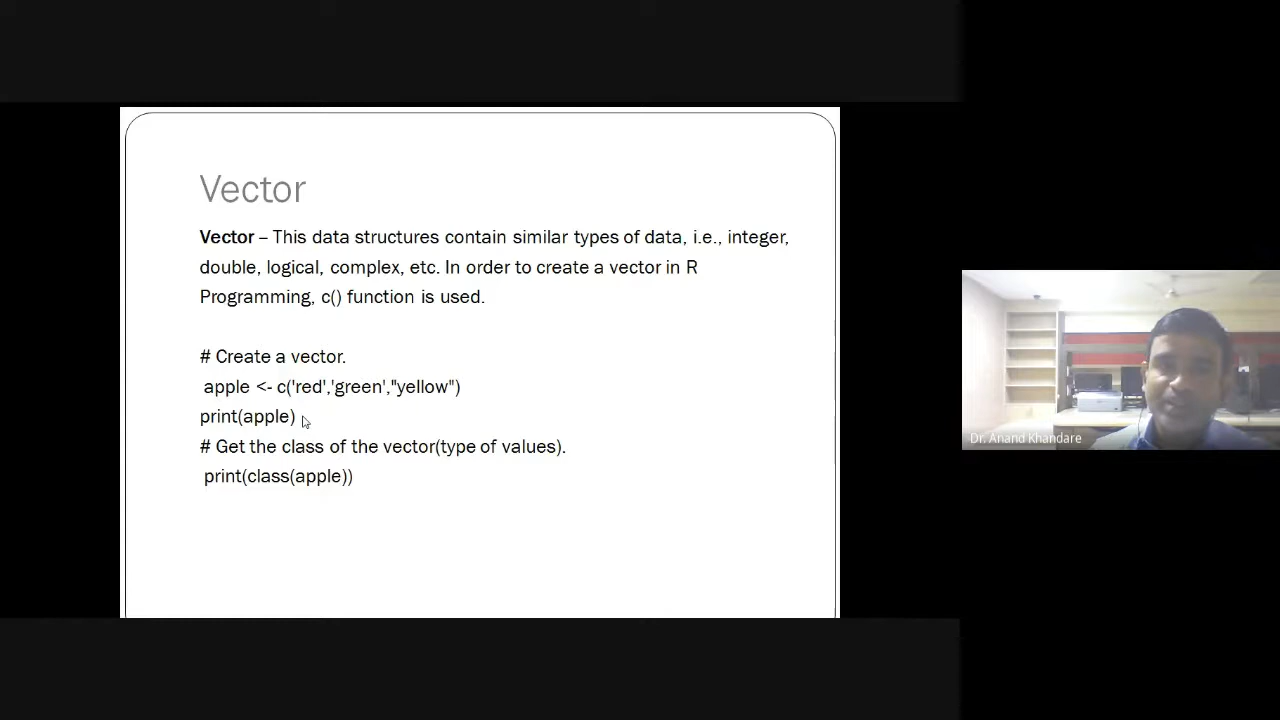 Vector
Vector – This data structures contain similar types of data, i.e., integer,
double, logical, complex, etc. In order to create a vector in R
Programming, c() function is used.
# Create a vector.
apple <- c('red','green',"yellow")
print(apple)
# Get the class of the vector(type of values).
print(class(apple))
Dr. Anand Khandare